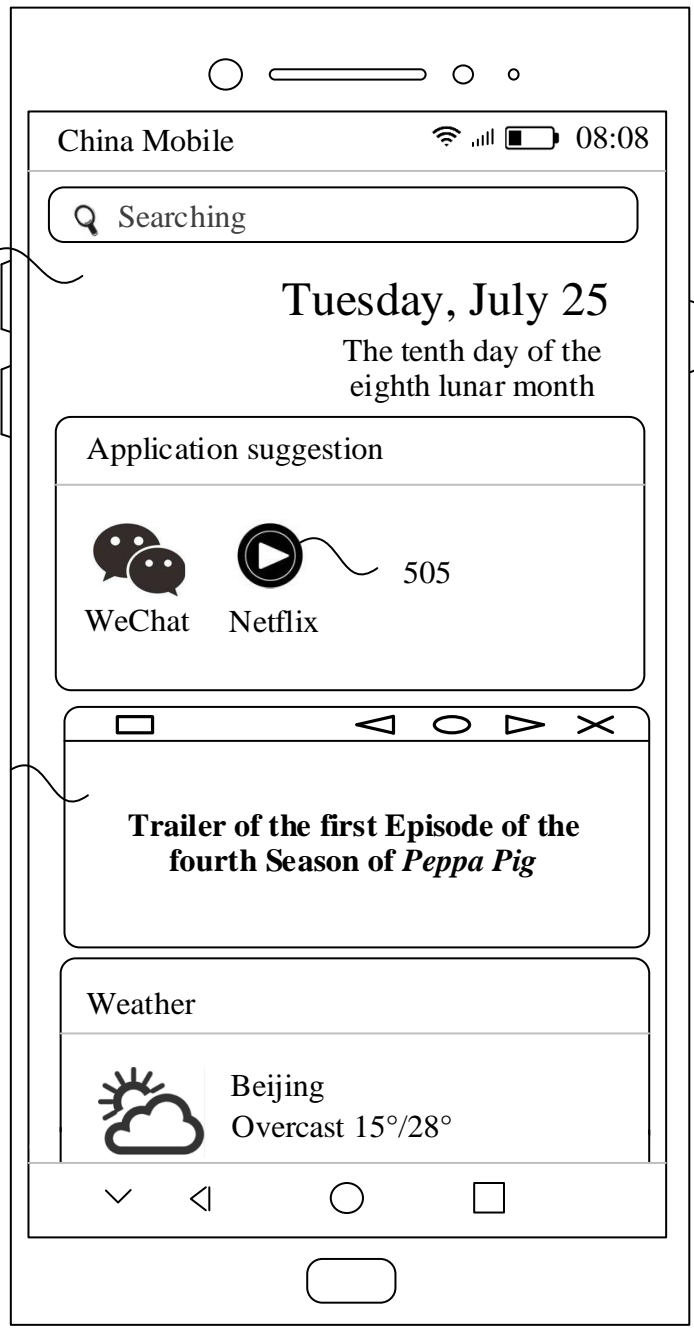 China Mobile
08:08
Searching
Tuesday, July 25
The tenth day of the
eighth lunar month
Application suggestion
505
WeChat
Netflix
Trailer of the first Episode of the
fourth Season of Peppa Pig
Weather
Beijing
Overcast 15°/28°